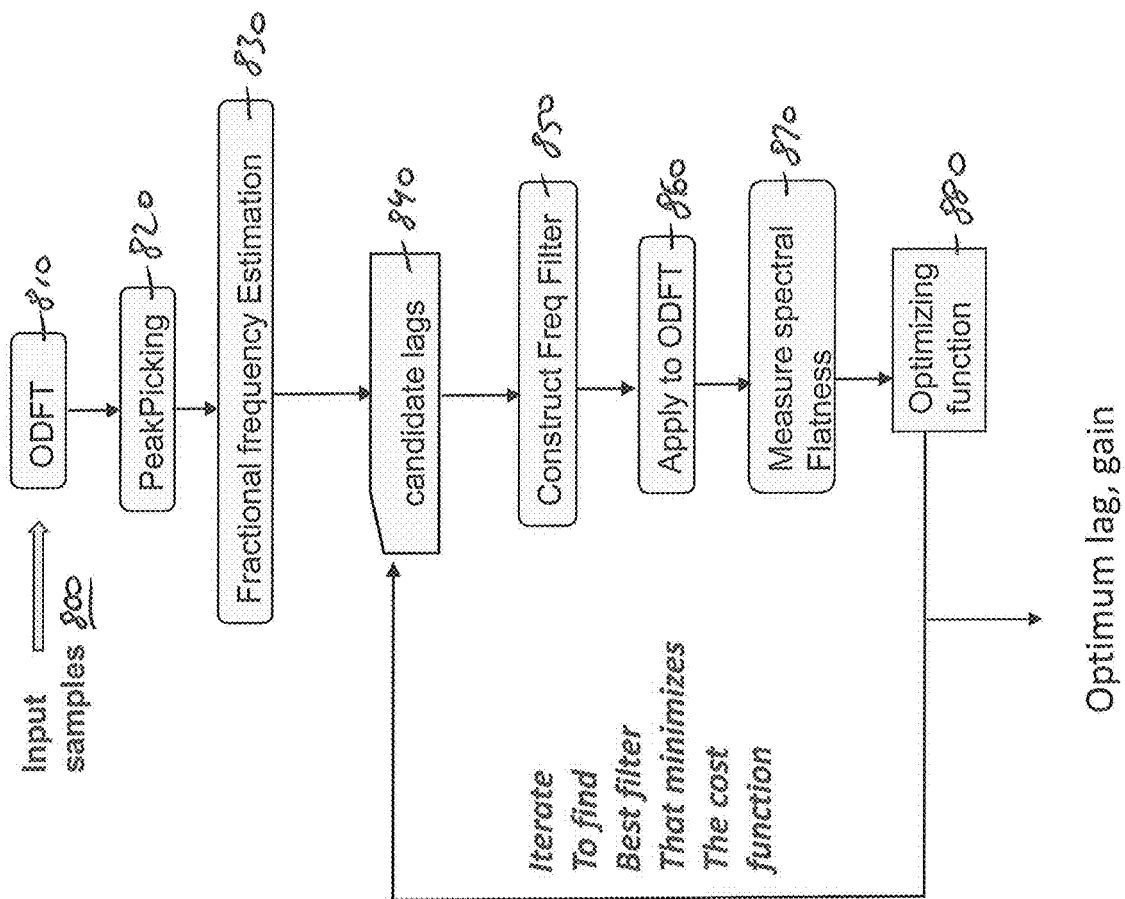 Input
samples 800
ODFT
810
PeakPicking
820
Fractional frequency Estimation
830
candidate lags
840
Construct Freq Filter
850
Apply to ODFT
860
Measure spectral
Flatness
870
Optimizing
function
880
Iterate
To find
Best filter
That minimizes
The cost
function
Optimum lag, gain